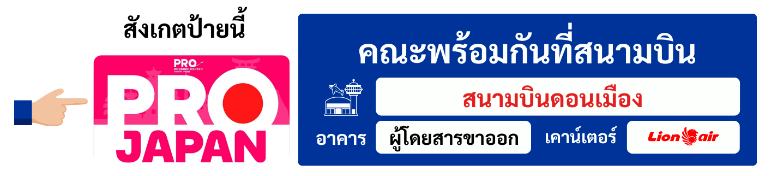 สังเกตป้ายนี้
PRO
PRO
JAPAN
คณะพร้อมกันที่สนามบิน
สนามบินดอนเมือง
อาคาร ผู้โดยสารขาออก เคาน์เตอร์ Lion air